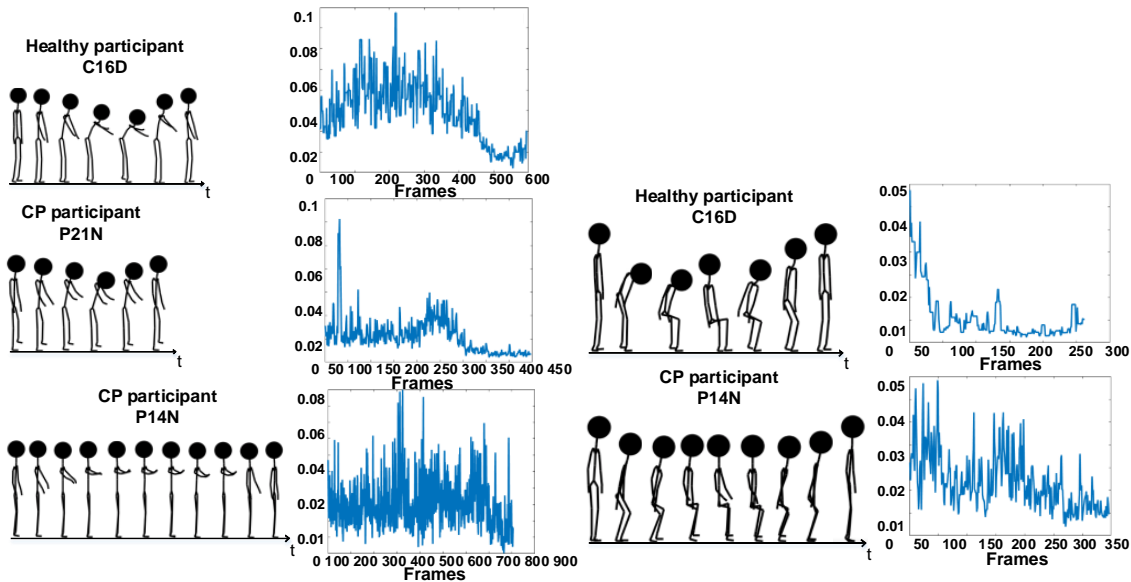 Healthy participant
C16D
t
0.1
0.08
0.06
0.04
0.02
0 100 200 300 400 500 600
Frames
CP participant
P21N
t
0.1
0.08
0.06
0.04
0.02
0 50 100 150 200 250 300 350 400 450
Frames
CP participant
P14N
t
0.08
0.06
0.04
0.02
0.01
0 100 200 300 400 500 600 700 800 900
Frames
Healthy participant
C16D
t
0.05
0.04
0.03
0.02
0.01
0 50 100 150 200 250 300
Frames
CP participant
P14N
t
0.05
0.04
0.03
0.02
0.01
0 50 100 150 200 250 300 350
Frames